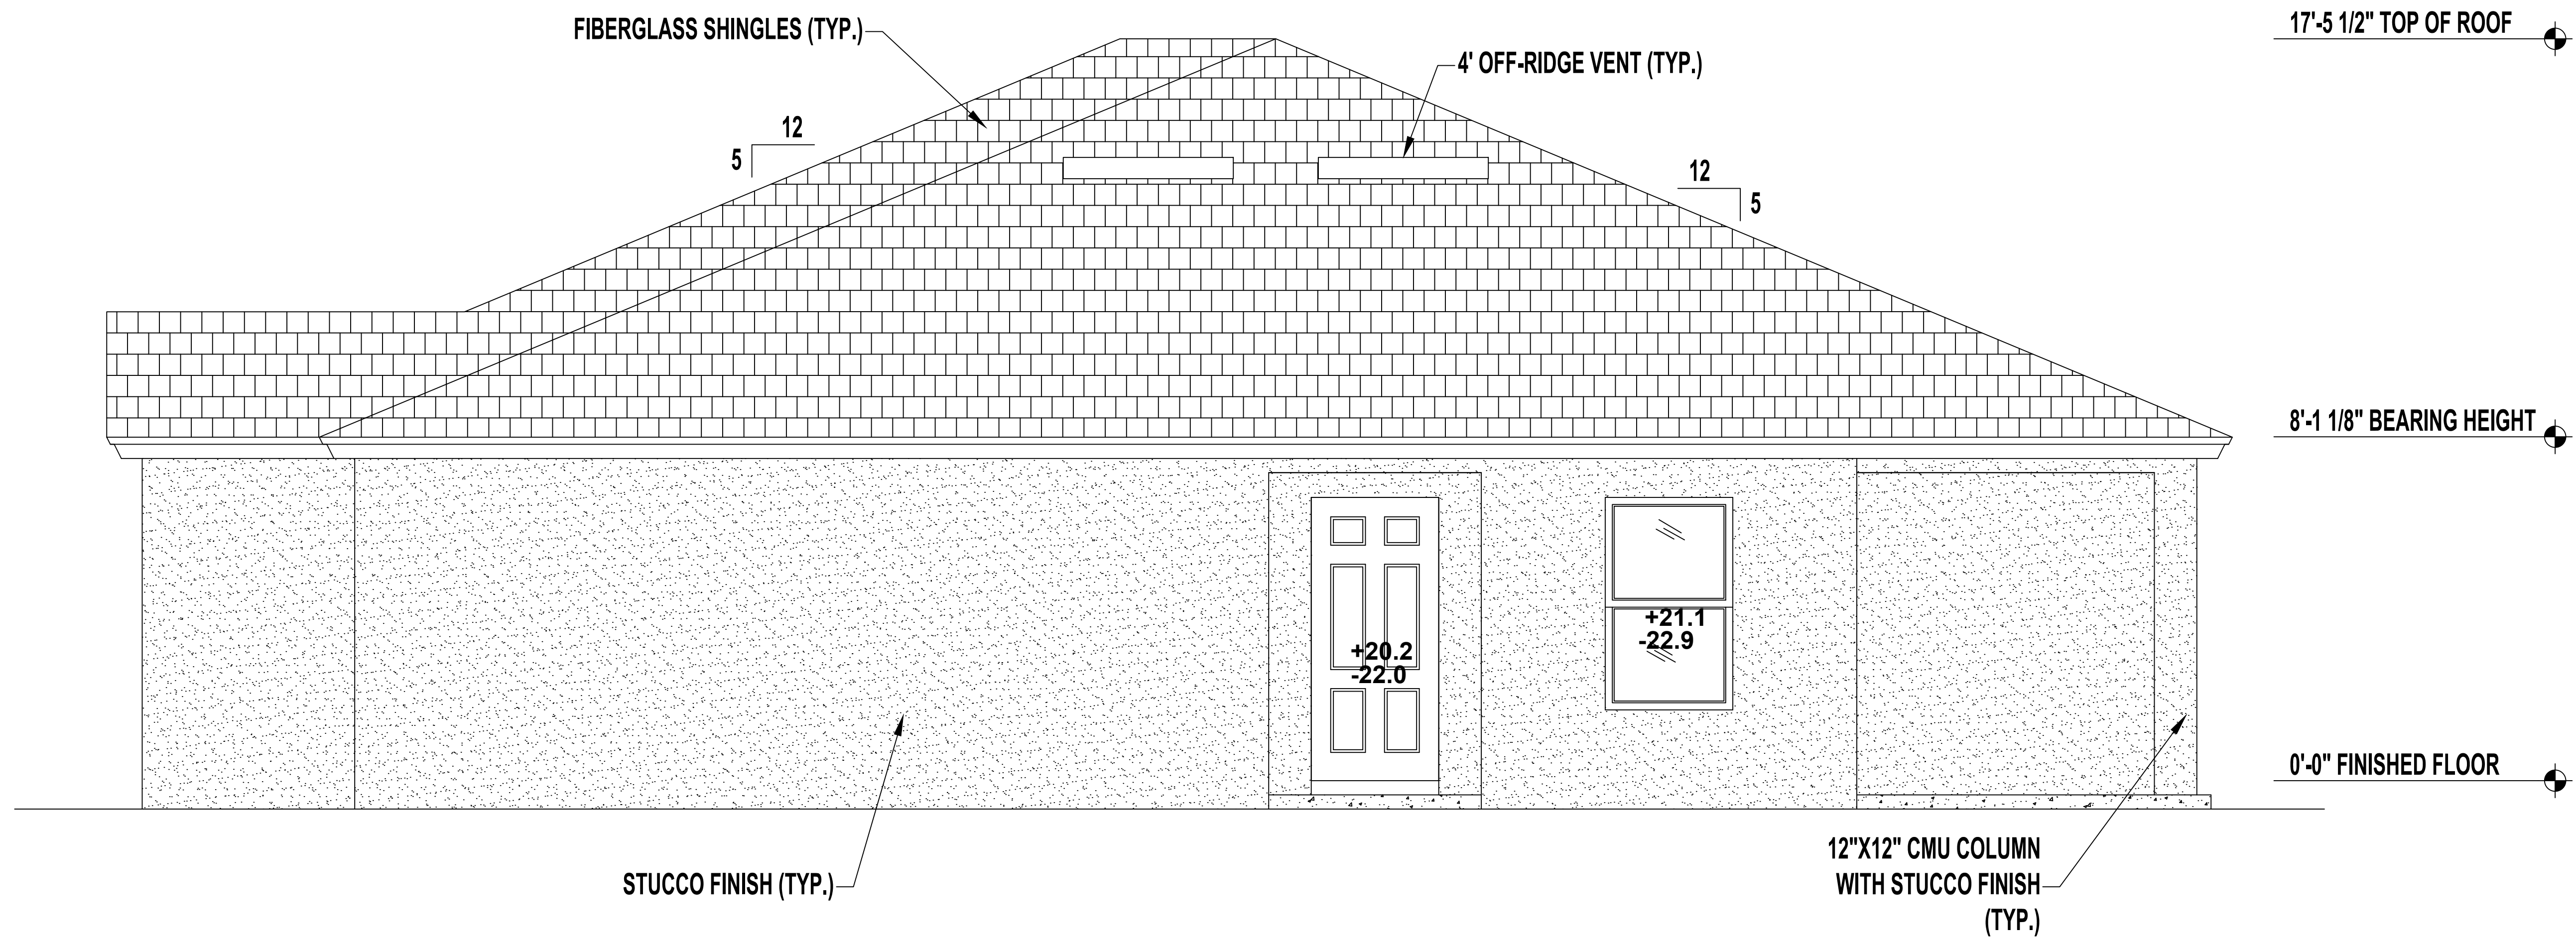 FIBERGLASS SHINGLES (TYP.)
17'-5 1/2" TOP OF ROOF
4' OFF-RIDGE VENT (TYP.)
12
5
12
5
8'-1 1/8" BEARING HEIGHT
+21.1
-22.9
+20.2
-22.0
0'-0" FINISHED FLOOR
STUCCO FINISH (TYP.)
12"X12" CMU COLUMN
WITH STUCCO FINISH
(TYP.)